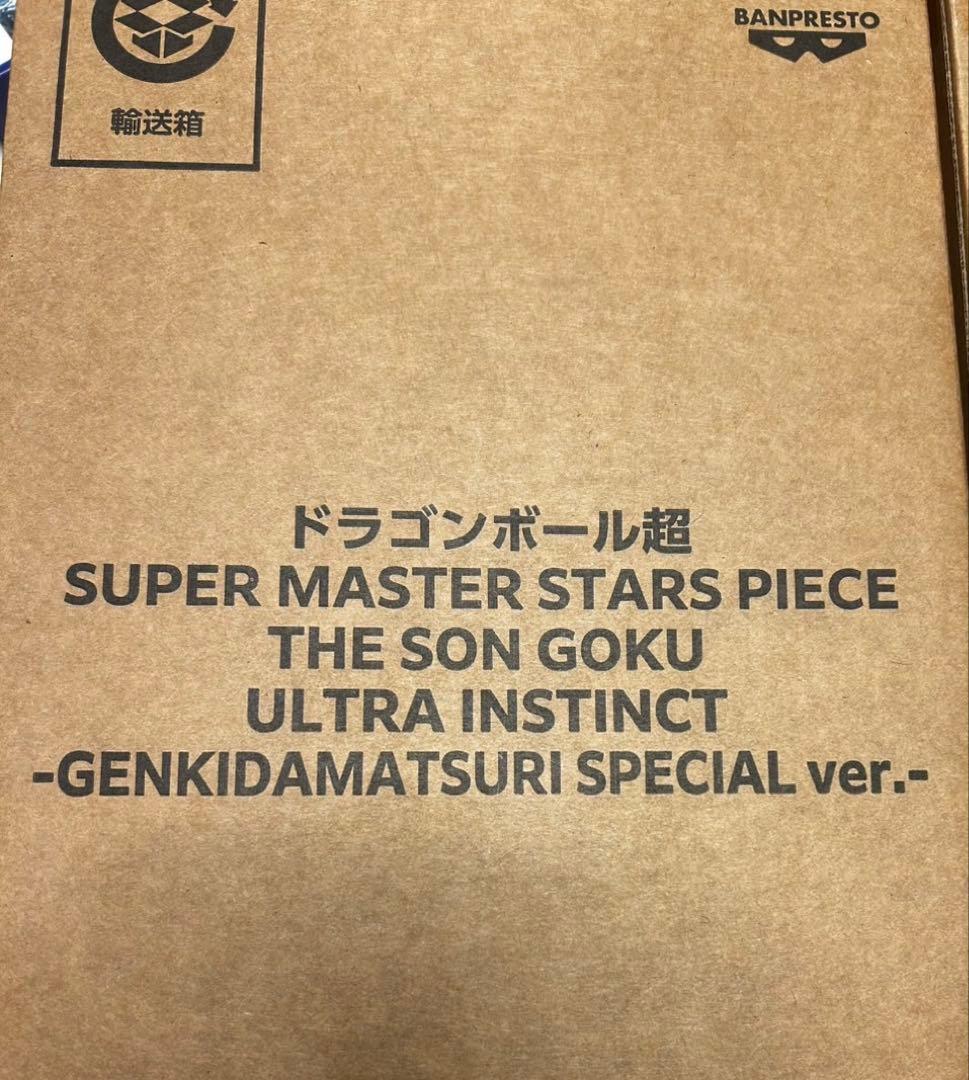 BANPRESTO
輸送箱
ドラゴンボール超
SUPER MASTER STARS PIECE
THE SON GOKU
ULTRA INSTINCT
-GENKIDAMATSURI SPECIAL ver.-